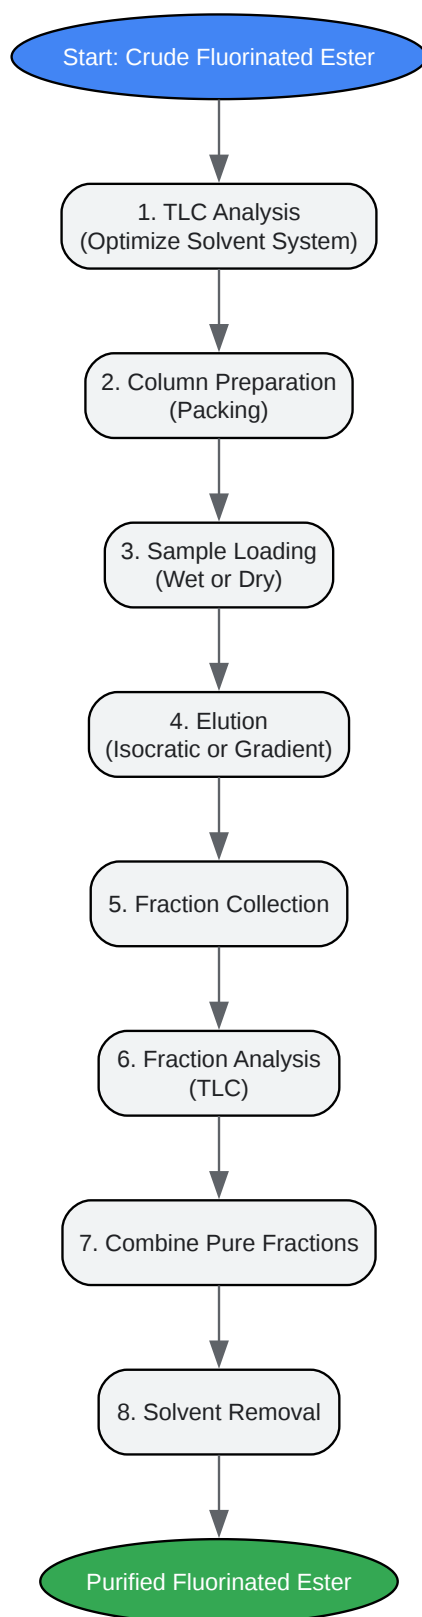 Start: Crude Fluorinated Ester
1. TLC Analysis
(Optimize Solvent System)
2. Column Preparation
(Packing)
3. Sample Loading
(Wet or Dry)
4. Elution
(Isocratic or Gradient)
5. Fraction Collection
6. Fraction Analysis
(TLC)
7. Combine Pure Fractions
8. Solvent Removal
Purified Fluorinated Ester